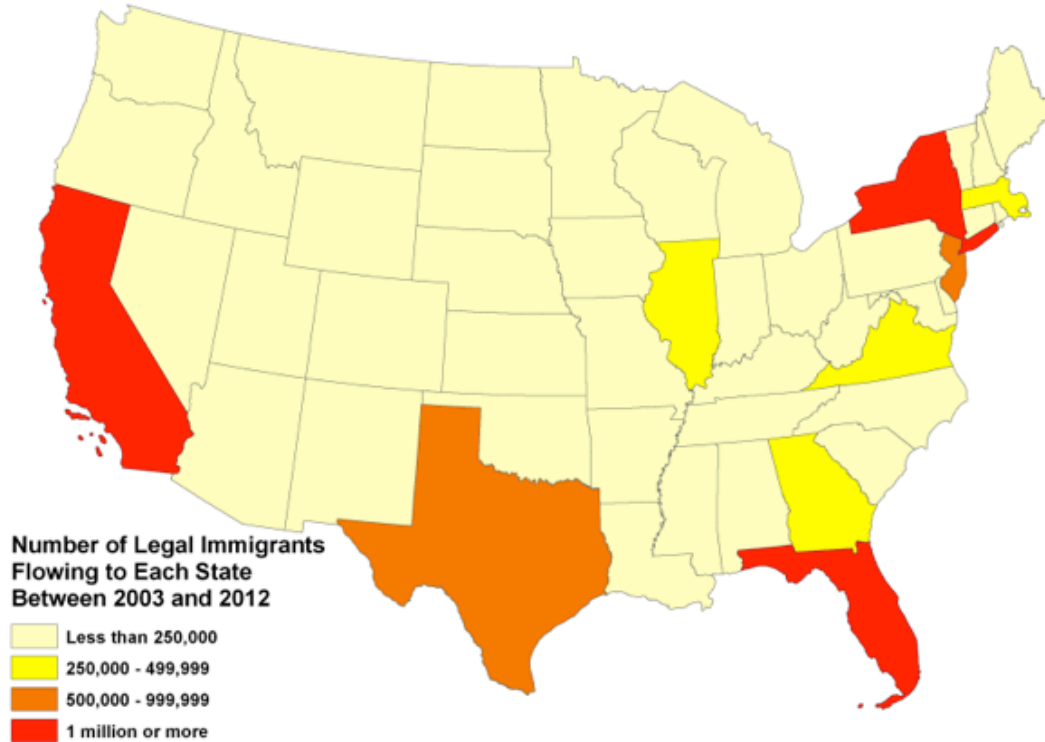 Number of Legal Immigrants
Flowing to Each State
Between 2003 and 2012
Less than 250,000
250,000 - 499,999
500,000 - 999,999
1 million or more